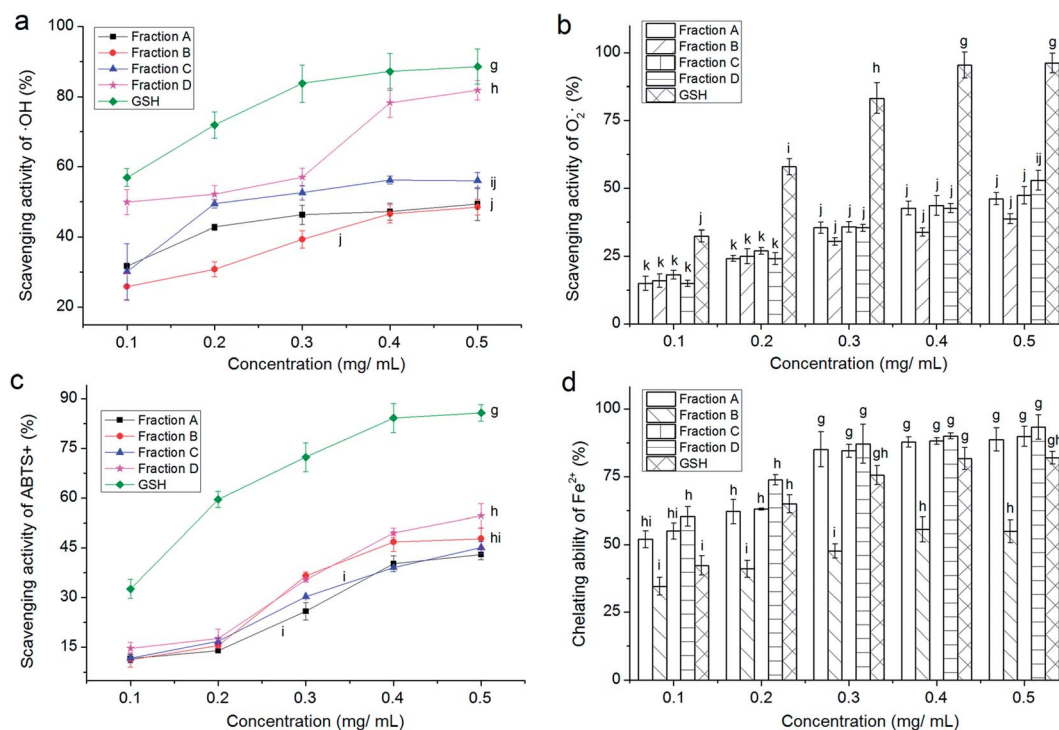 a
Scavenging activity of ·OH (%)
100
80
60
40
20
Fraction A
Fraction B
Fraction C
Fraction D
GSH
g
h
ij
j
j
0.1 0.2 0.3 0.4 0.5
Concentration (mg/ mL)
b
Scavenging activity of O₂⁻· (%)
100
75
50
25
0
Fraction A
Fraction B
Fraction C
Fraction D
GSH
k k k k j
k k k k i
j j j j h
j j j j g
j j j ij g
0.1 0.2 0.3 0.4 0.5
Concentration (mg/ mL)
c
Scavenging activity of ABTS+ (%)
90
75
60
45
30
15
Fraction A
Fraction B
Fraction C
Fraction D
GSH
g
h
hi
i
i
0.1 0.2 0.3 0.4 0.5
Concentration (mg/ mL)
d
Chelating ability of Fe²⁺ (%)
100
75
50
25
0
Fraction A
Fraction B
Fraction C
Fraction D
GSH
hi i hi h i
h h h h h
g h g g gh
g h g g g
g h g g gh
0.1 0.2 0.3 0.4 0.5
Concentration (mg/ mL)